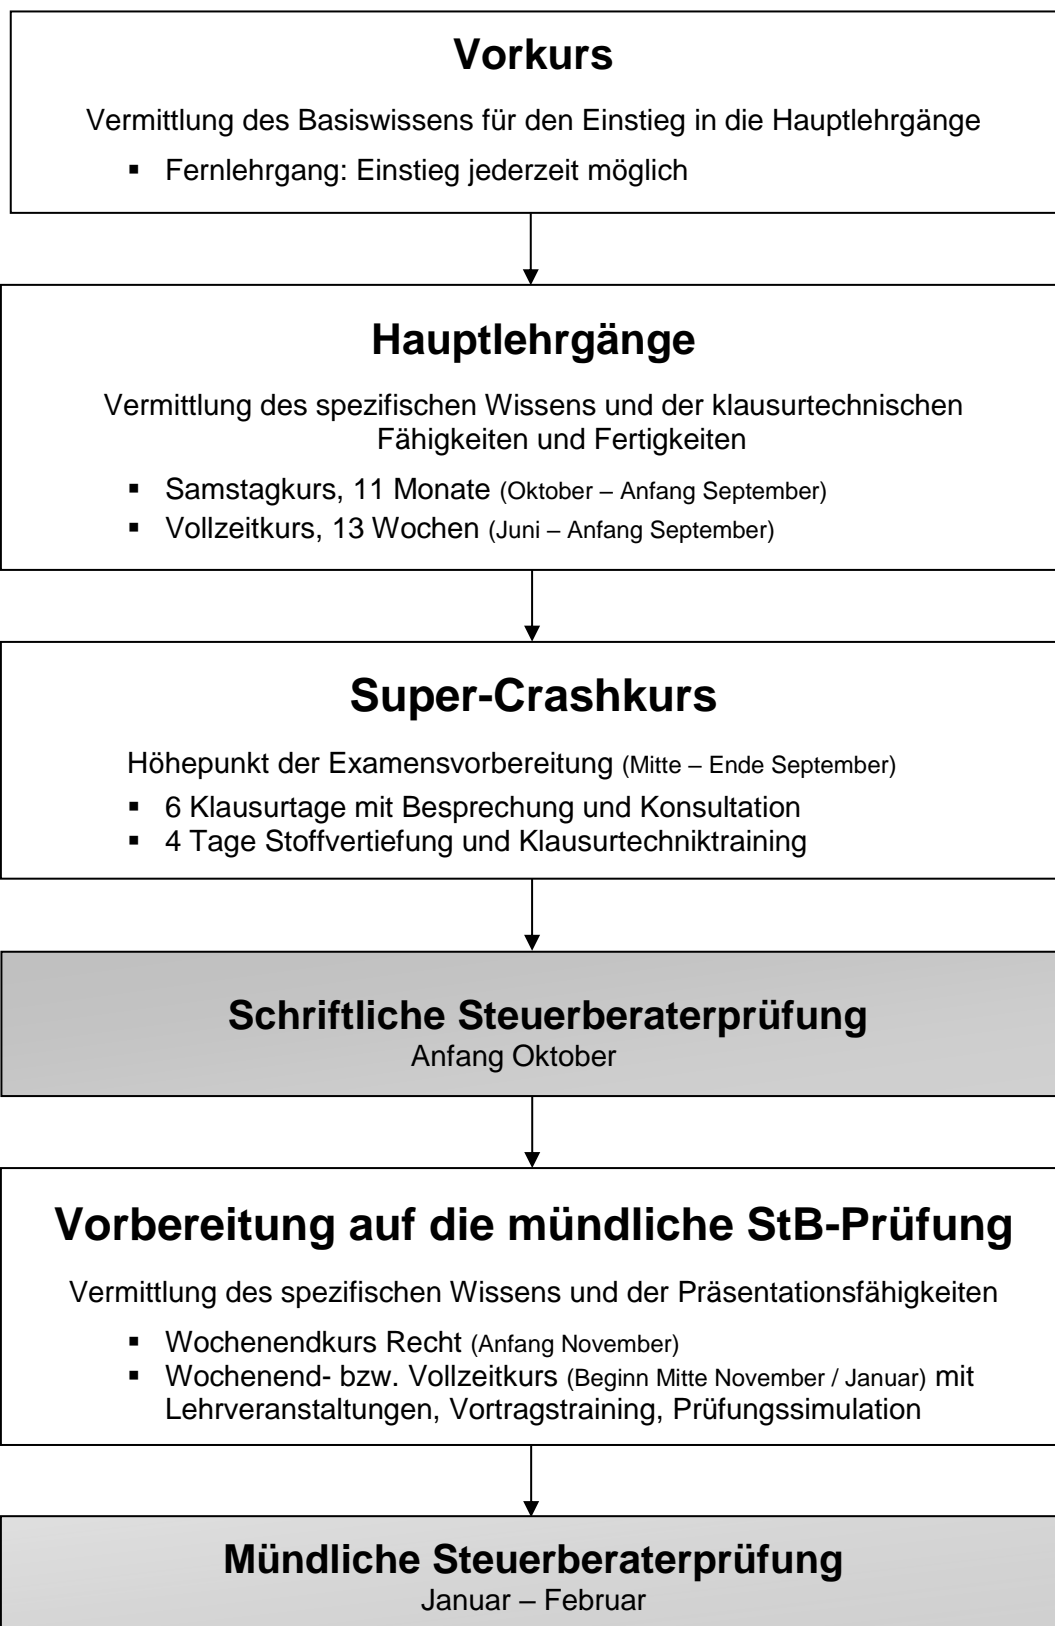 Vorkurs
Vermittlung des Basiswissens für den Einstieg in die Hauptlehrgänge
▪ Fernlehrgang: Einstieg jederzeit möglich
Hauptlehrgänge
Vermittlung des spezifischen Wissens und der klausurtechnischen
Fähigkeiten und Fertigkeiten
▪ Samstagkurs, 11 Monate (Oktober – Anfang September)
▪ Vollzeitkurs, 13 Wochen (Juni – Anfang September)
Super-Crashkurs
Höhepunkt der Examensvorbereitung (Mitte – Ende September)
▪ 6 Klausurtage mit Besprechung und Konsultation
▪ 4 Tage Stoffvertiefung und Klausurtechniktraining
Schriftliche Steuerberaterprüfung
Anfang Oktober
Vorbereitung auf die mündliche StB-Prüfung
Vermittlung des spezifischen Wissens und der Präsentationsfähigkeiten
▪ Wochenendkurs Recht (Anfang November)
▪ Wochenend- bzw. Vollzeitkurs (Beginn Mitte November / Januar) mit
Lehrveranstaltungen, Vortragstraining, Prüfungssimulation
Mündliche Steuerberaterprüfung
Januar – Februar